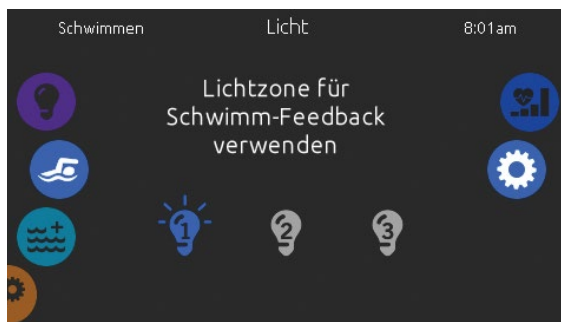 Schwimmen Licht 8:01am
Lichtzone für
Schwimm-Feedback
verwenden
1 2 3